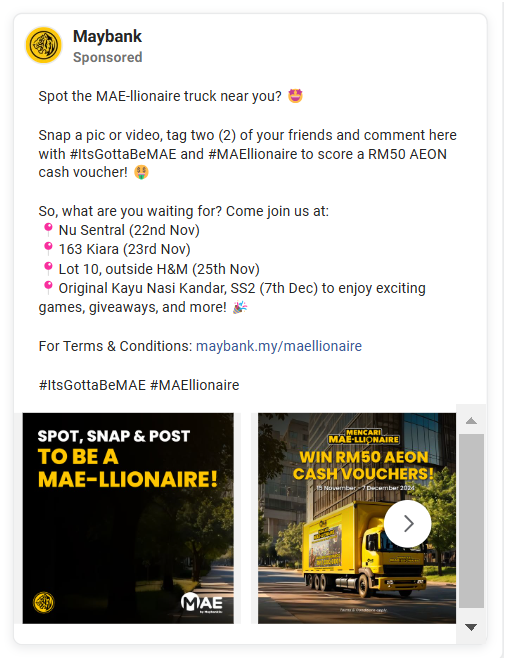 Maybank
Sponsored
Spot the MAE-llionaire truck near you? 🤩
Snap a pic or video, tag two (2) of your friends and comment here
with #ItsGottaBeMAE and #MAEllionaire to score a RM50 AEON
cash voucher! 🤑
So, what are you waiting for? Come join us at:
📍 Nu Sentral (22nd Nov)
📍 163 Kiara (23rd Nov)
📍 Lot 10, outside H&M (25th Nov)
📍 Original Kayu Nasi Kandar, SS2 (7th Dec) to enjoy exciting
games, giveaways, and more! 🎉
For Terms & Conditions: maybank.my/maellionaire
#ItsGottaBeMAE #MAEllionaire
SPOT, SNAP & POST
TO BE A
MAE-LLIONAIRE!
MAE
by Maybank2u
MENCARI
MAE-LLIONAIRE
WIN RM50 AEON
CASH VOUCHERS!
15 November - 7 December 2024
Terms & conditions apply.